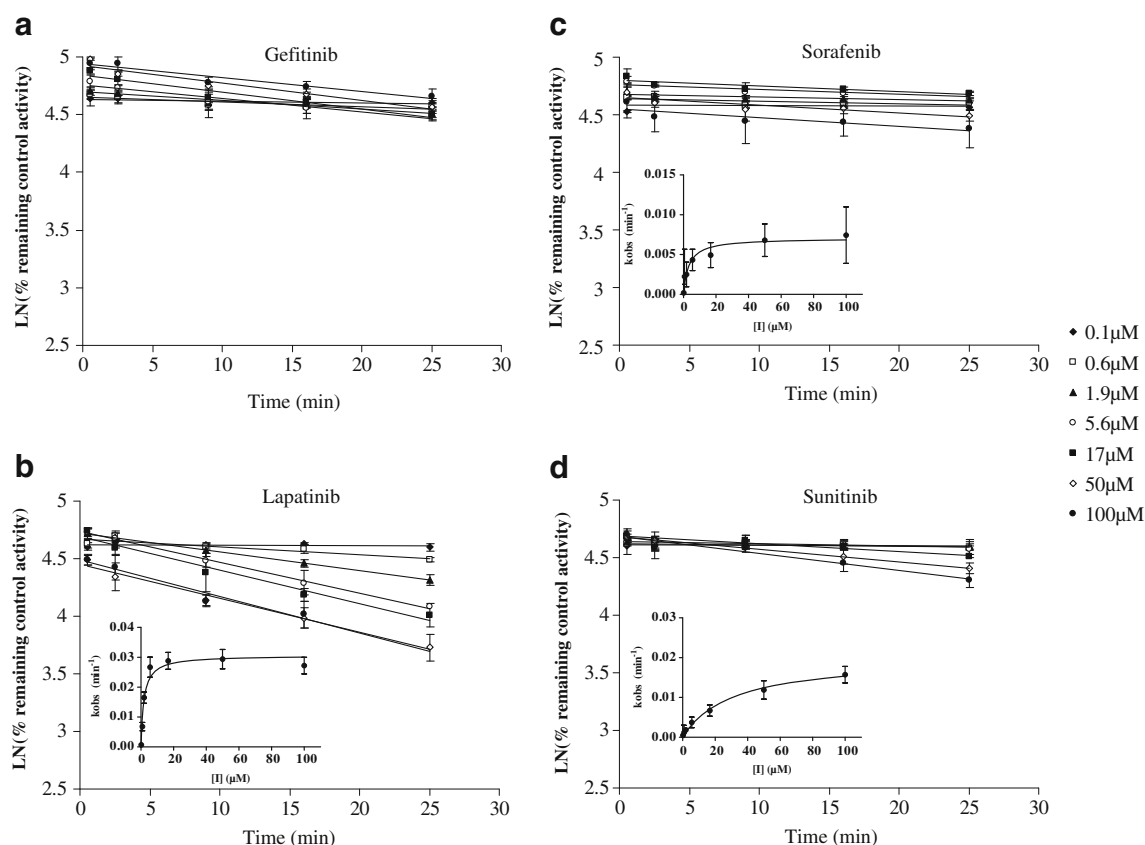 a
Gefitinib
LN(% remaining control activity)
5
4.5
4
3.5
3
2.5
0 5 10 15 20 25 30
Time (min)
c
Sorafenib
LN(% remaining control activity)
5
4.5
4
3.5
3
2.5
0 5 10 15 20 25 30
Time (min)
kobs (min-1)
0.015
0.010
0.005
0.000
0 20 40 60 80 100
[I] (µM)
0.1µM
0.6µM
1.9µM
5.6µM
17µM
50µM
100µM
b
Lapatinib
LN(% remaining control activity)
5
4.5
4
3.5
3
2.5
0 5 10 15 20 25 30
Time (min)
kobs (min-1)
0.04
0.03
0.02
0.01
0.00
0 20 40 60 80 100
[I] (µM)
d
Sunitinib
LN(% remaining control activity)
5
4.5
4
3.5
3
2.5
0 5 10 15 20 25 30
Time (min)
kobs (min-1)
0.03
0.02
0.01
0.00
0 20 40 60 80 100
[I] (µM)